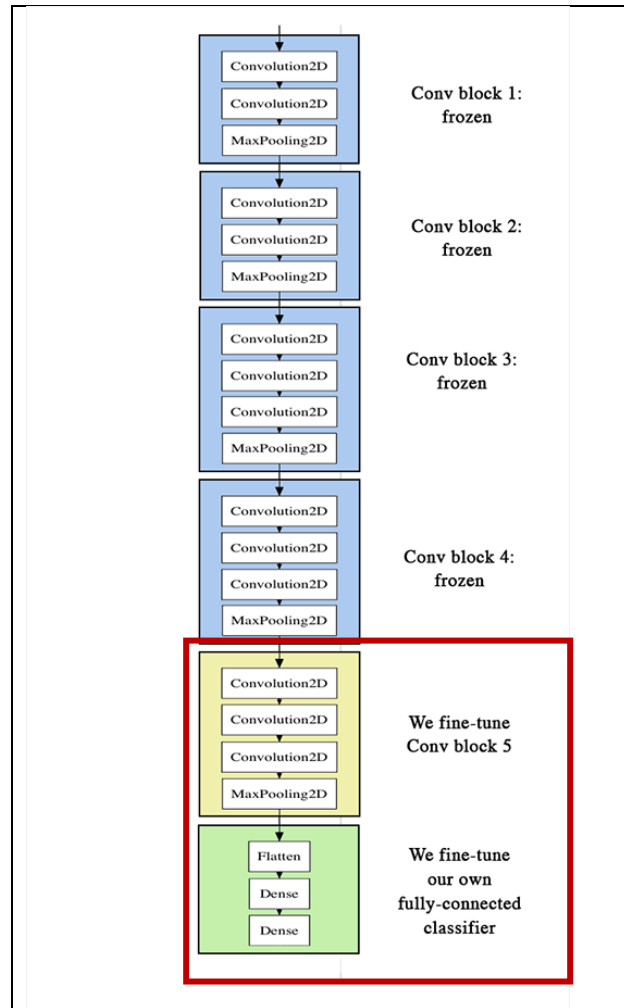 Convolution2D
Convolution2D
MaxPooling2D
Conv block 1:
frozen
Convolution2D
Convolution2D
MaxPooling2D
Conv block 2:
frozen
Convolution2D
Convolution2D
Convolution2D
MaxPooling2D
Conv block 3:
frozen
Convolution2D
Convolution2D
Convolution2D
MaxPooling2D
Conv block 4:
frozen
Convolution2D
Convolution2D
Convolution2D
MaxPooling2D
We fine-tune
Conv block 5
Flatten
Dense
Dense
We fine-tune
our own
fully-connected
classifier